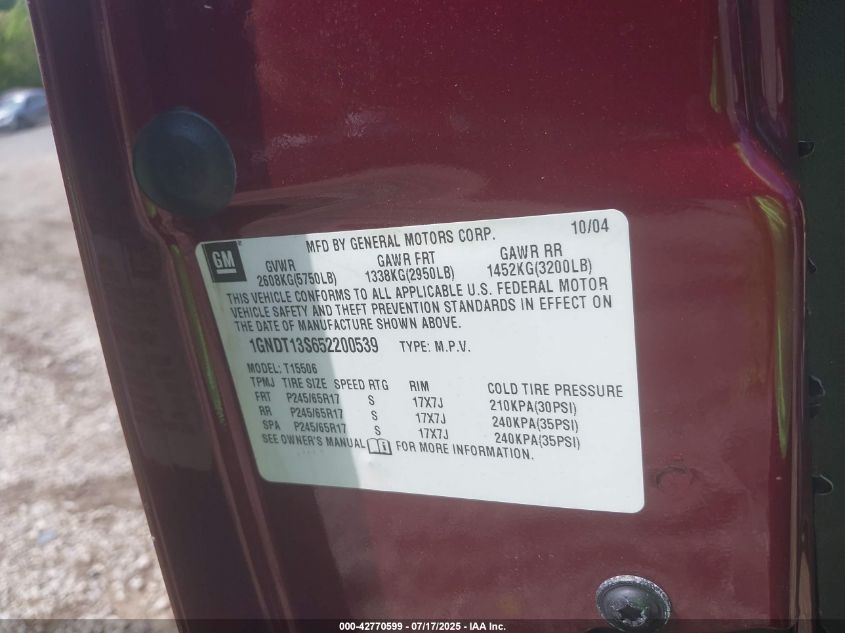 GM
MFD BY GENERAL MOTORS CORP. 10/04
GVWR GAWR FRT GAWR RR
2608KG(5750LB) 1338KG(2950LB) 1452KG(3200LB)
THIS VEHICLE CONFORMS TO ALL APPLICABLE U.S. FEDERAL MOTOR
VEHICLE SAFETY AND THEFT PREVENTION STANDARDS IN EFFECT ON
THE DATE OF MANUFACTURE SHOWN ABOVE.
1GNDT13S652200539 TYPE: M.P.V.
MODEL: T15506
TPMJ TIRE SIZE SPEED RTG RIM COLD TIRE PRESSURE
FRT P245/65R17 S 17X7J 210KPA(30PSI)
RR P245/65R17 S 17X7J 240KPA(35PSI)
SPA P245/65R17 S 17X7J 240KPA(35PSI)
SEE OWNER'S MANUAL FOR MORE INFORMATION.
000-42770599 - 07/17/2025 - IAA Inc.